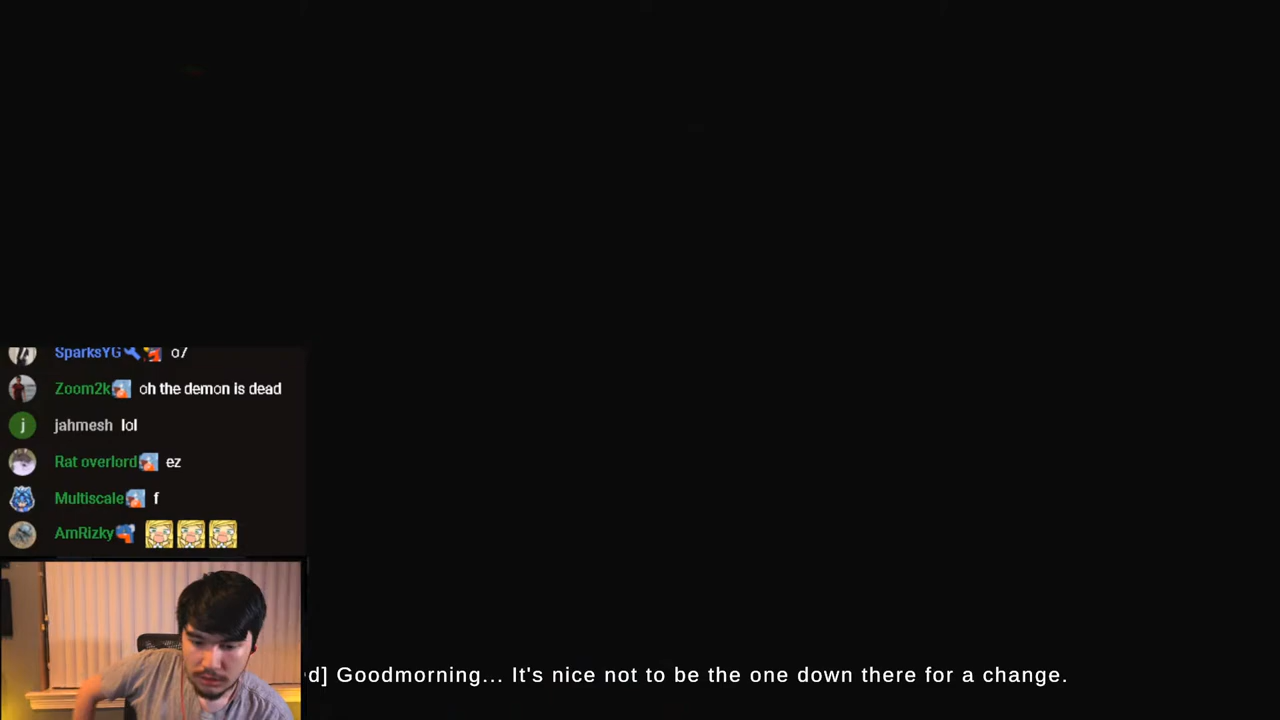 SparksYG o7
Zoom2k oh the demon is dead
j jahmesh lol
Rat overlord ez
Multiscale f
AmRizky
d] Goodmorning... It's nice not to be the one down there for a change.